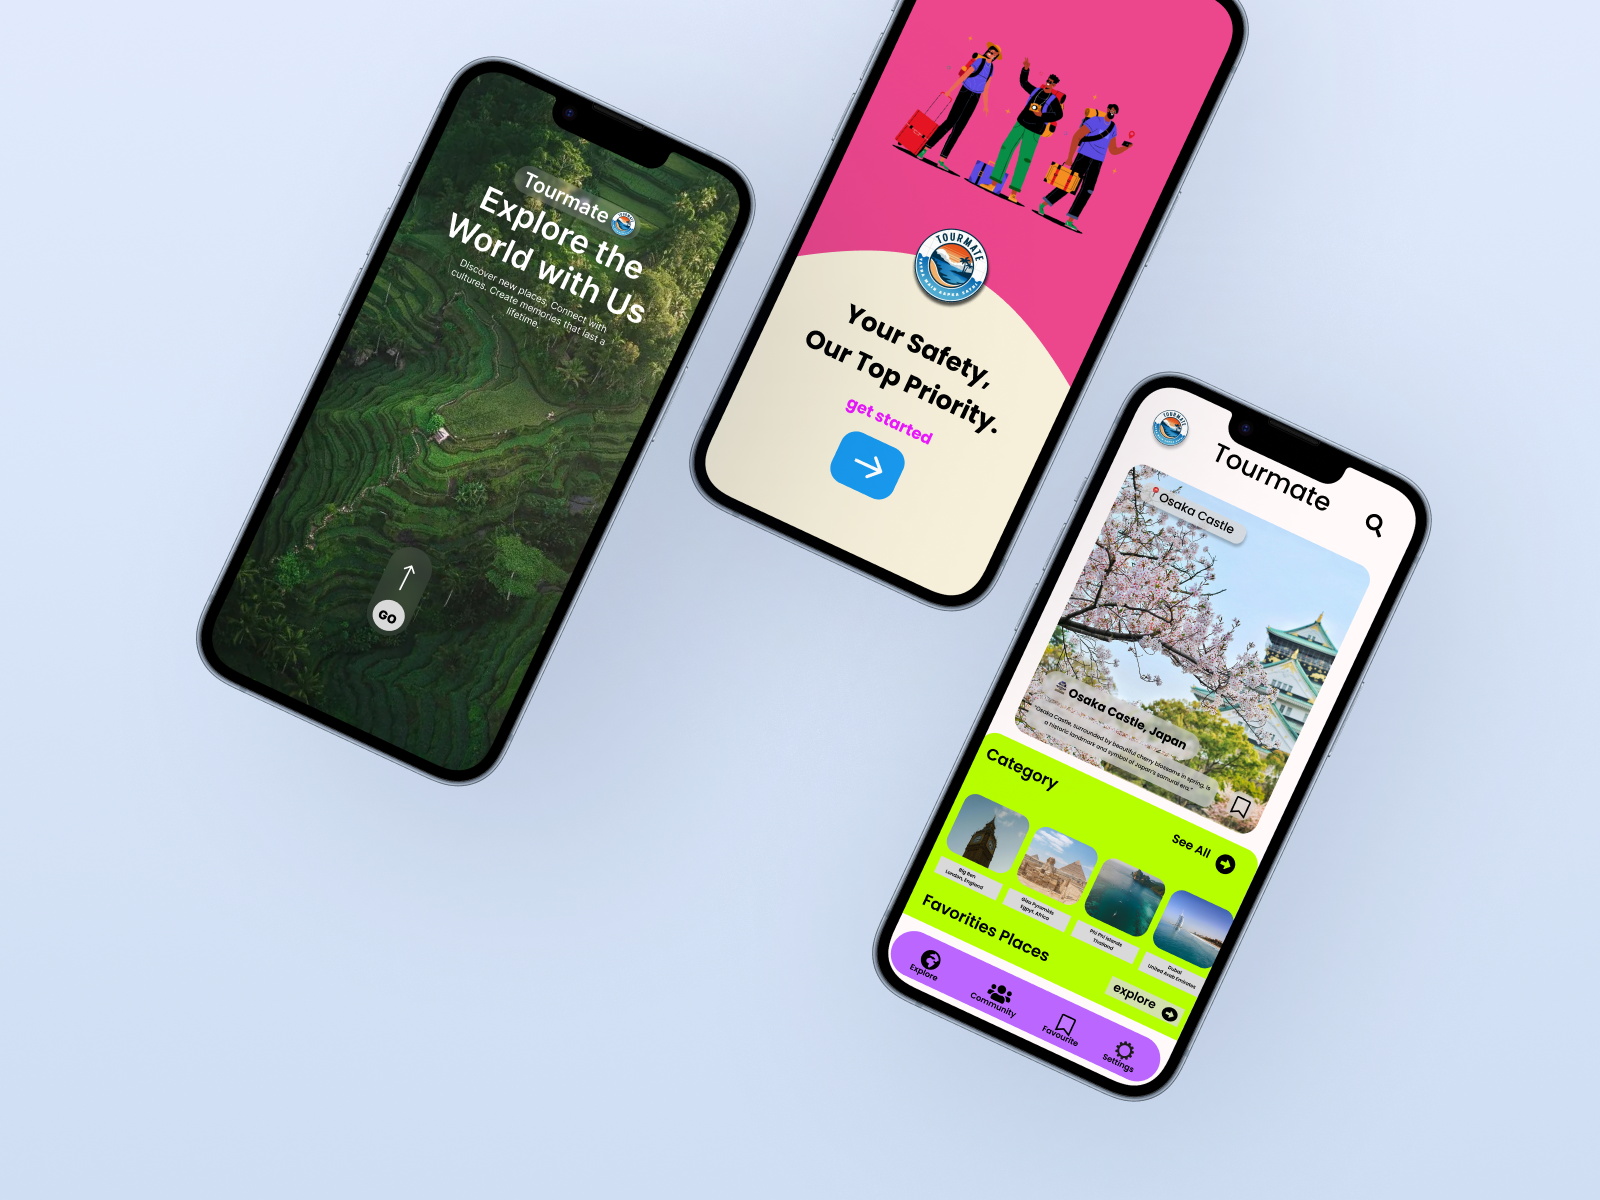 Tourmate
Explore the
World with Us
Discover new places. Connect with
cultures. Create memories that last a
lifetime.
GO
TOURMATE
Your Safety,
Our Top Priority.
get started
TOURMATE
Tourmate
Osaka Castle
Osaka Castle, Japan
"Osaka Castle, surrounded by beautiful cherry blossoms in spring, is
a historic landmark and symbol of Japan's samurai era."
Category
See All
Big Ben
London, England
Giza Pyramids
Egypt, Africa
Phi Phi Islands
Thailand
Dubai
United Arab Emirates
Favorities Places
explore
Explore
Community
Favourite
Settings